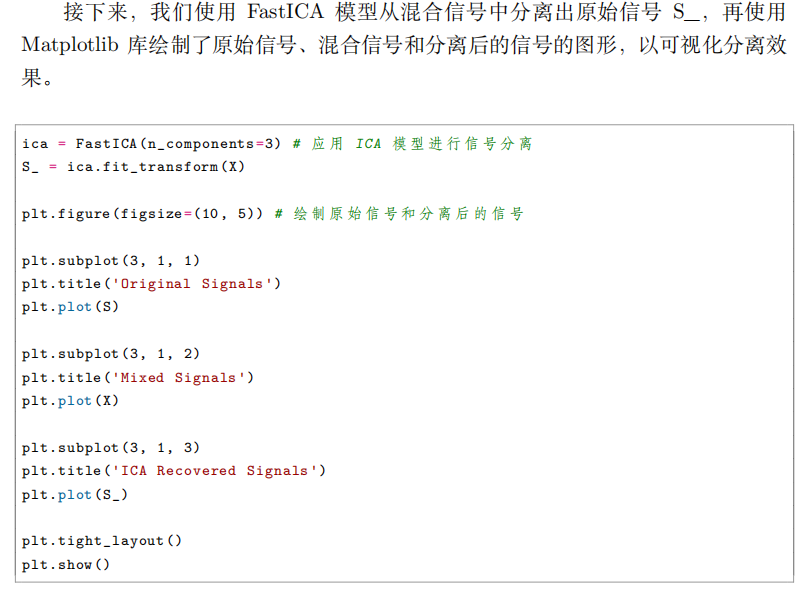 接下来，我们使用 FastICA 模型从混合信号中分离出原始信号 S_，再使用
Matplotlib 库绘制了原始信号、混合信号和分离后的信号的图形，以可视化分离效
果。
ica = FastICA(n_components=3) # 应用 ICA 模型进行信号分离
S_ = ica.fit_transform(X)
plt.figure(figsize=(10, 5)) # 绘制原始信号和分离后的信号
plt.subplot(3, 1, 1)
plt.title('Original Signals')
plt.plot(S)
plt.subplot(3, 1, 2)
plt.title('Mixed Signals')
plt.plot(X)
plt.subplot(3, 1, 3)
plt.title('ICA Recovered Signals')
plt.plot(S_)
plt.tight_layout()
plt.show()